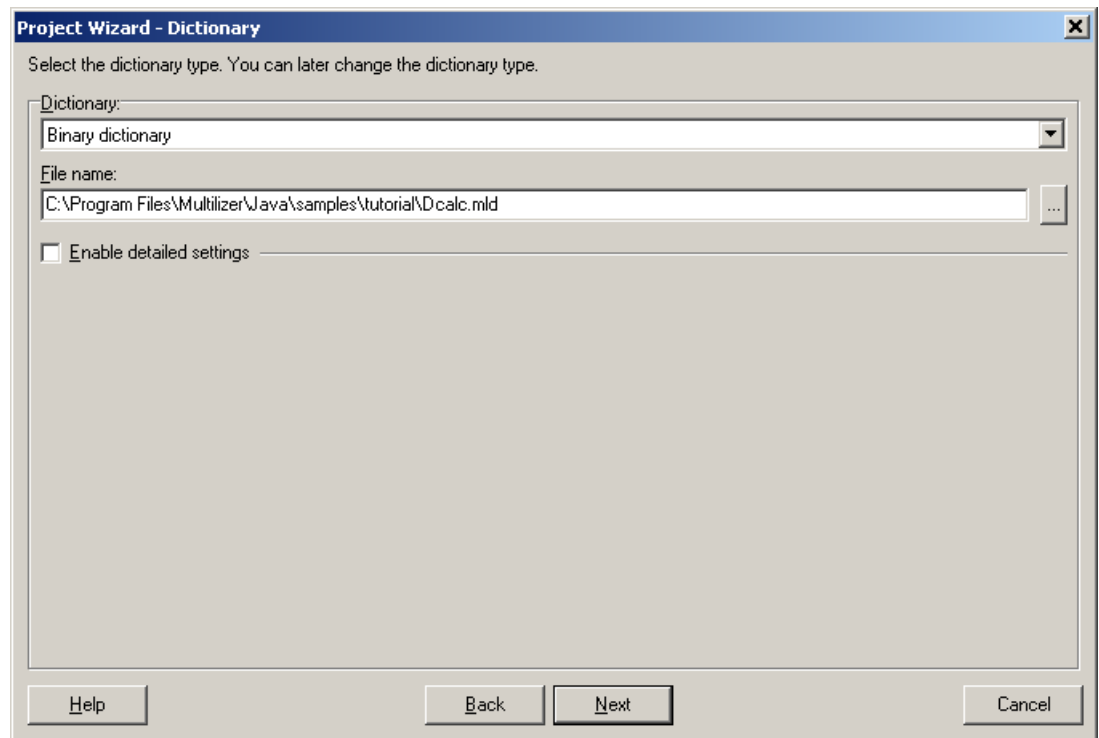 Project Wizard - Dictionary
Select the dictionary type. You can later change the dictionary type.
Dictionary:
Binary dictionary
File name:
C:\Program Files\Multilizer\Java\samples\tutorial\Dcalc.mld
...
Enable detailed settings
Help Back Next Cancel